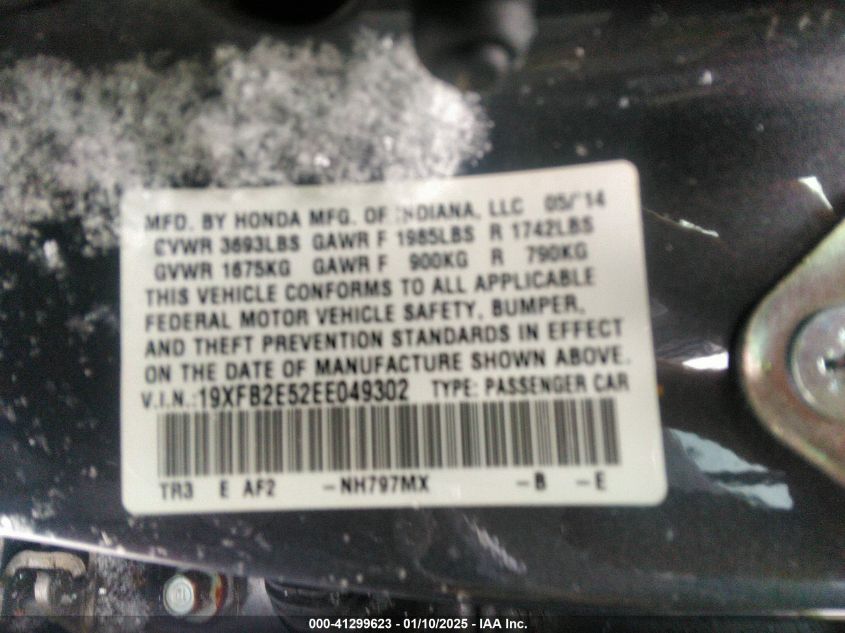 MFD. BY HONDA MFG. OF INDIANA, LLC 05/14
GVWR 3693LBS GAWR F 1985LBS R 1742LBS
GVWR 1675KG GAWR F 900KG R 790KG
THIS VEHICLE CONFORMS TO ALL APPLICABLE
FEDERAL MOTOR VEHICLE SAFETY, BUMPER,
AND THEFT PREVENTION STANDARDS IN EFFECT
ON THE DATE OF MANUFACTURE SHOWN ABOVE.
V.I.N.:19XFB2E52EE049302 TYPE: PASSENGER CAR
TR3 E AF2 -NH797MX -B -E
000-41299623 - 01/10/2025 - IAA Inc.